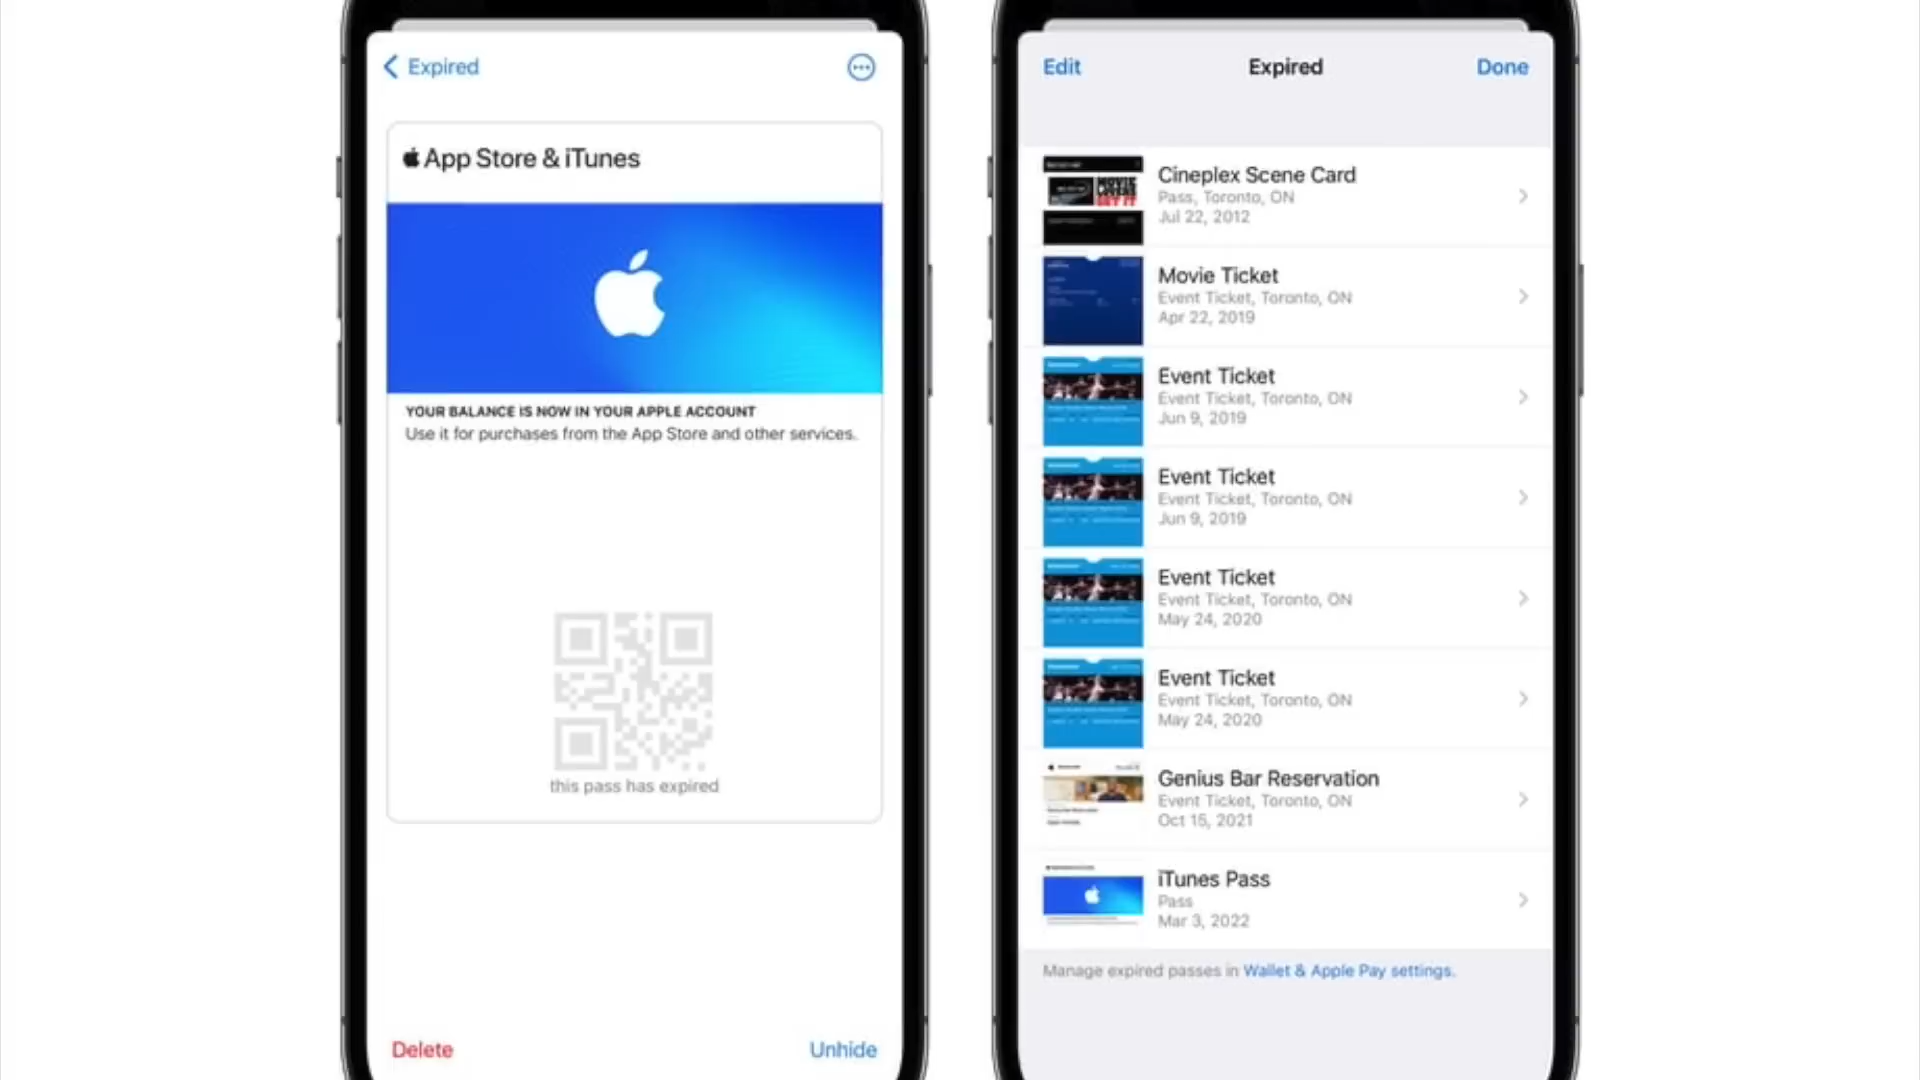 Expired
App Store & iTunes
YOUR BALANCE IS NOW IN YOUR APPLE ACCOUNT
Use it for purchases from the App Store and other services.
this pass has expired
Delete
Unhide
Edit
Expired
Done
Cineplex Scene Card
Pass, Toronto, ON
Jul 22, 2012
MOVIE
LOVERS
GET IT
Movie Ticket
Event Ticket, Toronto, ON
Apr 22, 2019
Event Ticket
Event Ticket, Toronto, ON
Jun 9, 2019
Event Ticket
Event Ticket, Toronto, ON
Jun 9, 2019
Event Ticket
Event Ticket, Toronto, ON
May 24, 2020
Event Ticket
Event Ticket, Toronto, ON
May 24, 2020
Genius Bar Reservation
Event Ticket, Toronto, ON
Oct 15, 2021
iTunes Pass
Pass
Mar 3, 2022
Manage expired passes in Wallet & Apple Pay settings.